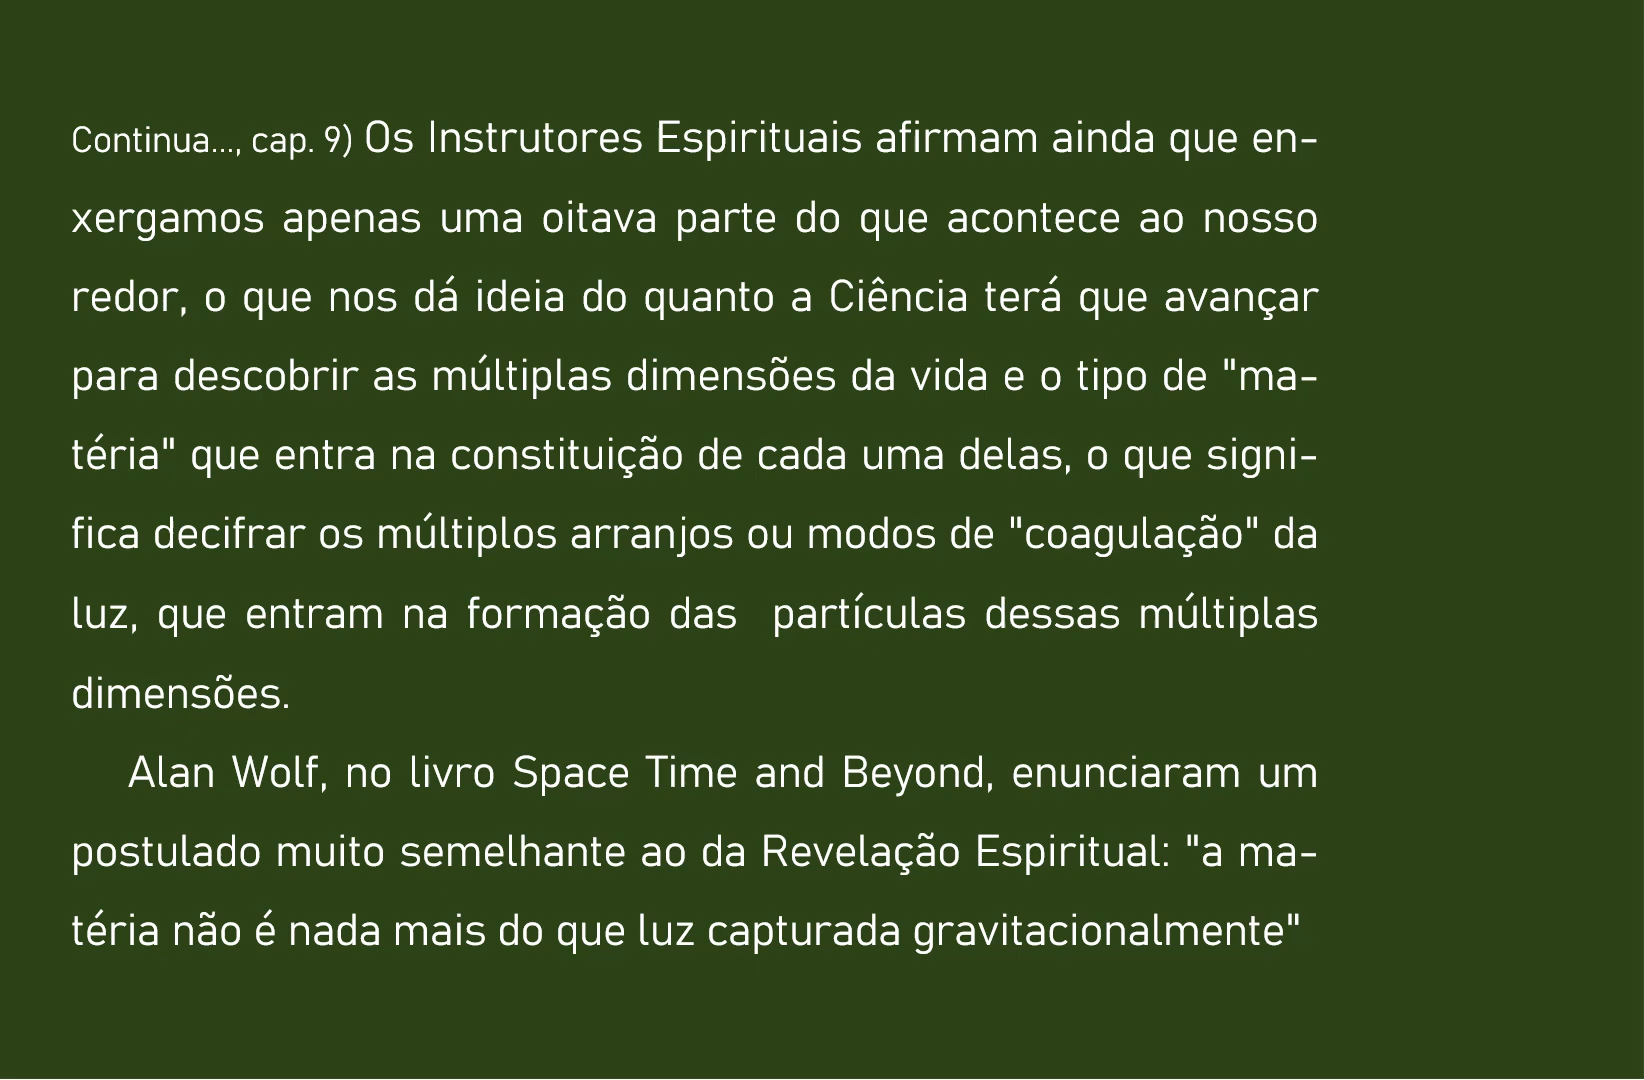 Continua..., cap. 9) Os Instrutores Espirituais afirmam ainda que en-
xergamos apenas uma oitava parte do que acontece ao nosso
redor, o que nos dá ideia do quanto a Ciência terá que avançar
para descobrir as múltiplas dimensões da vida e o tipo de "ma-
téria" que entra na constituição de cada uma delas, o que signi-
fica decifrar os múltiplos arranjos ou modos de "coagulação" da
luz, que entram na formação das  partículas dessas múltiplas
dimensões.
Alan Wolf, no livro Space Time and Beyond, enunciaram um
postulado muito semelhante ao da Revelação Espiritual: "a ma-
téria não é nada mais do que luz capturada gravitacionalmente"